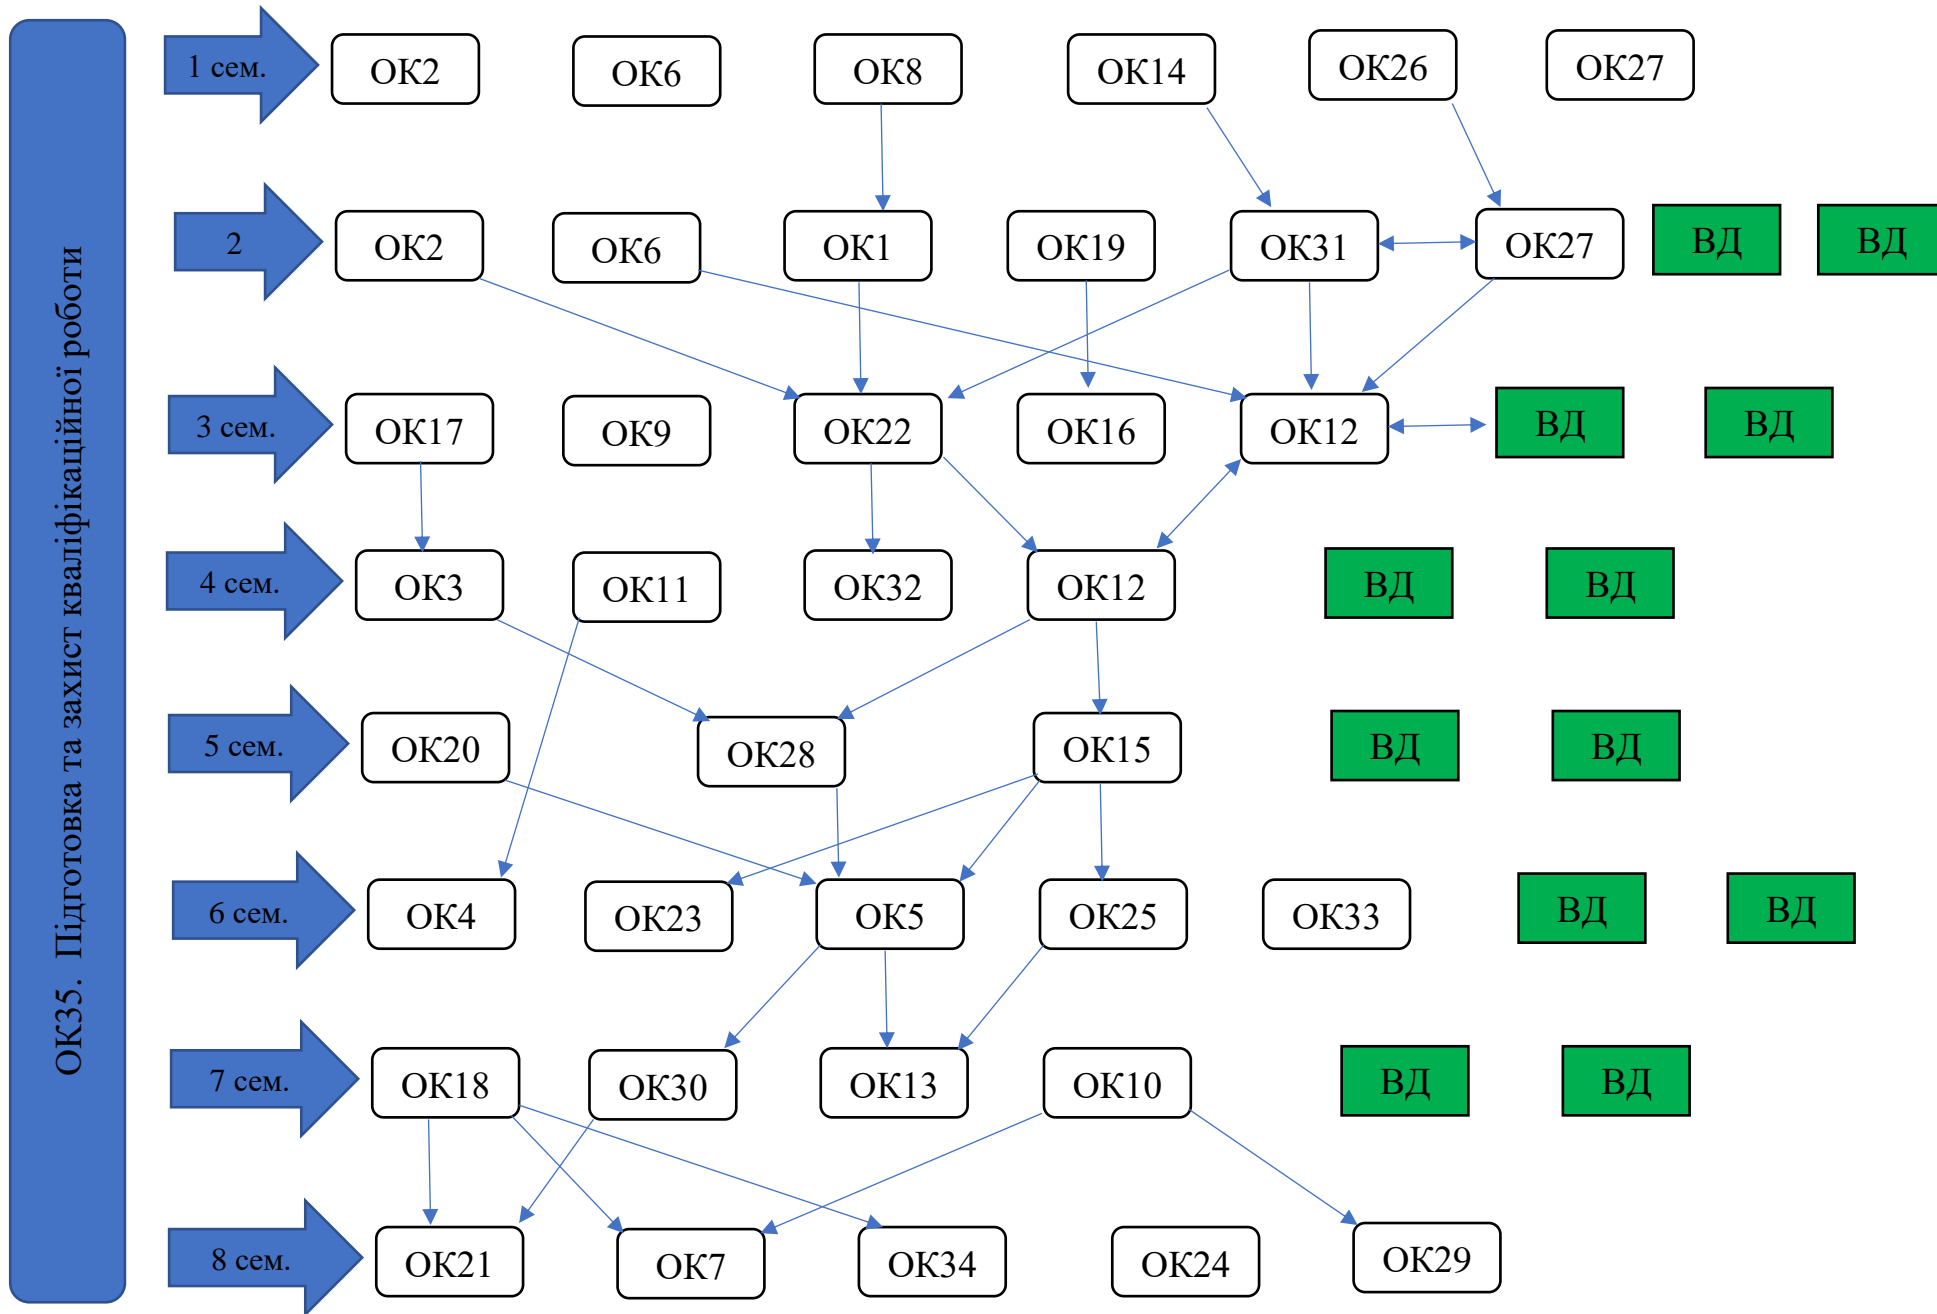 ОК35. Підготовка та захист кваліфікаційної роботи
1 сем. ОК2 ОК6 ОК8 ОК14 ОК26 ОК27
2 ОК2 ОК6 ОК1 ОК19 ОК31 ОК27 ВД ВД
3 сем. ОК17 ОК9 ОК22 ОК16 ОК12 ВД ВД
4 сем. ОК3 ОК11 ОК32 ОК12 ВД ВД
5 сем. ОК20 ОК28 ОК15 ВД ВД
6 сем. ОК4 ОК23 ОК5 ОК25 ОК33 ВД ВД
7 сем. ОК18 ОК30 ОК13 ОК10 ВД ВД
8 сем. ОК21 ОК7 ОК34 ОК24 ОК29